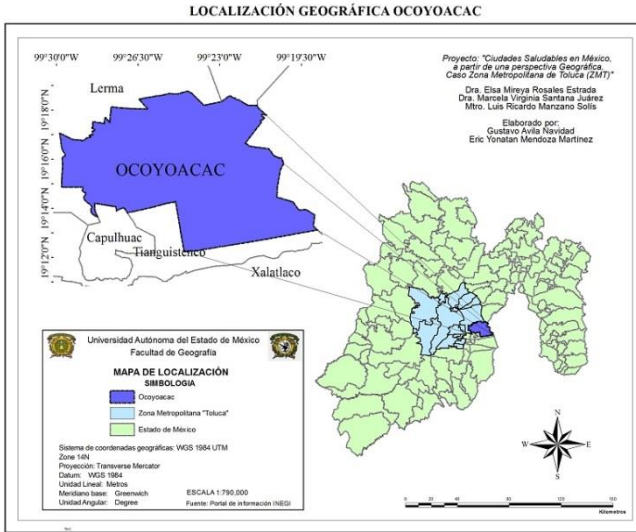 LOCALIZACIÓN GEOGRÁFICA OCOYOACAC
99°30'0"W 99°26'30"W 99°23'0"W 99°19'30"W
19°18'0"N
19°16'0"N
19°14'0"N
19°12'0"N
Lerma
OCOYOACAC
Capulhuac
Tianguistenco
Xalatlaco
Proyecto: "Ciudades Saludables en México,
a partir de una perspectiva Geográfica,
Caso Zona Metropolitana de Toluca (ZMT)"
Dra. Elsa Mireya Rosales Estrada
Dra. Marcela Virginia Santana Juárez
Mtro. Luis Ricardo Manzano Solís
Elaborado por:
Gustavo Avila Navidad
Eric Yonatan Mendoza Martínez
Universidad Autónoma del Estado de México
Facultad de Geografía
MAPA DE LOCALIZACIÓN
SIMBOLOGIA
Ocoyoacac
Zona Metropolitana "Toluca"
Estado de México
Sistema de coordenadas geográficas: WGS 1984 UTM
Zone 14N
Proyección: Transverse Mercator
Datum: WGS 1984
Unidad Lineal: Metros
Meridiano base: Greenwich
Unidad Angular: Degree
ESCALA 1:790,000
Fuente: Portal de información INEGI
N
W E
S
Kilometros